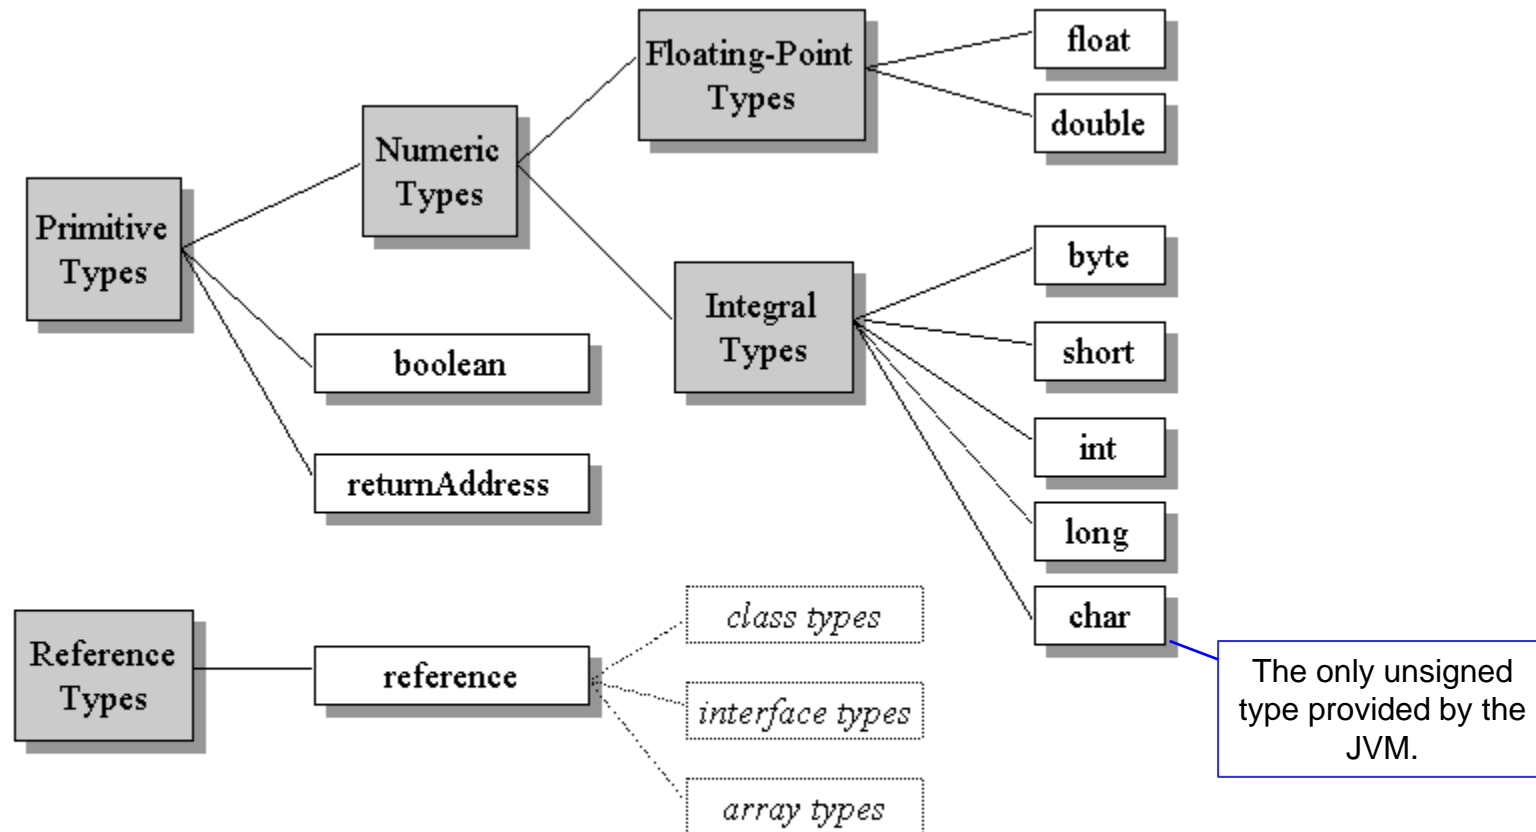 Primitive
Types
Numeric
Types
Floating-Point
Types
float
double
Integral
Types
byte
short
int
long
char
The only unsigned
type provided by the
JVM.
boolean
returnAddress
Reference
Types
reference
class types
interface types
array types